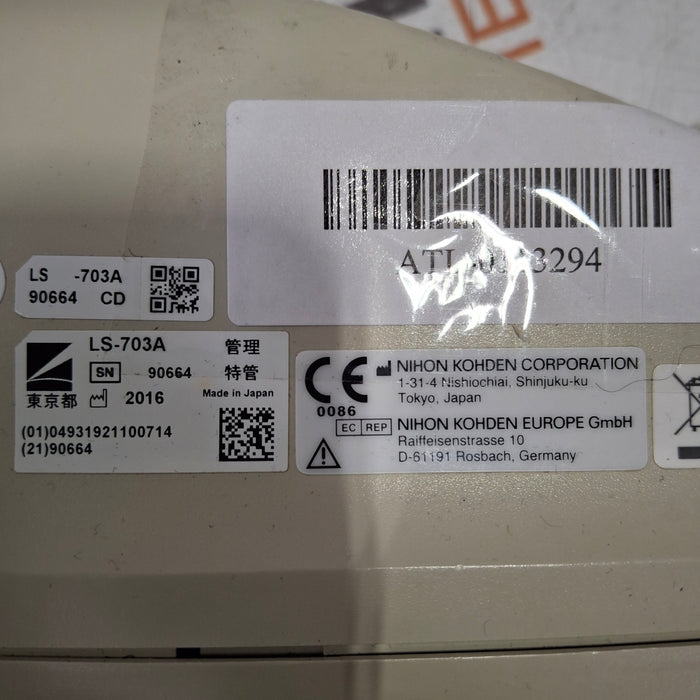 LS -703A
90664 CD
LS-703A 管理
SN 90664 特管
東京都 2016 Made in Japan
(01)04931921100714
(21)90664
CE
0086
NIHON KOHDEN CORPORATION
1-31-4 Nishiochiai, Shinjuku-ku
Tokyo, Japan
EC REP NIHON KOHDEN EUROPE GmbH
Raiffeisenstrasse 10
D-61191 Rosbach, Germany